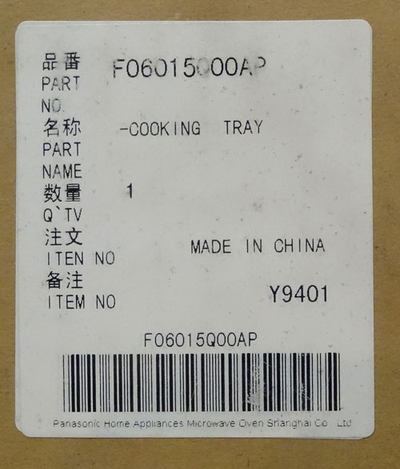 品番 F06015Q00AP
PART
NO.
名称 -COOKING TRAY
PART
NAME
数量 1
Q`TV
注文 MADE IN CHINA
ITEN NO
备注
ITEM NO Y9401
F06015Q00AP
Panasonic Home Appliances Microwave Oven Shanghai Co Ltd